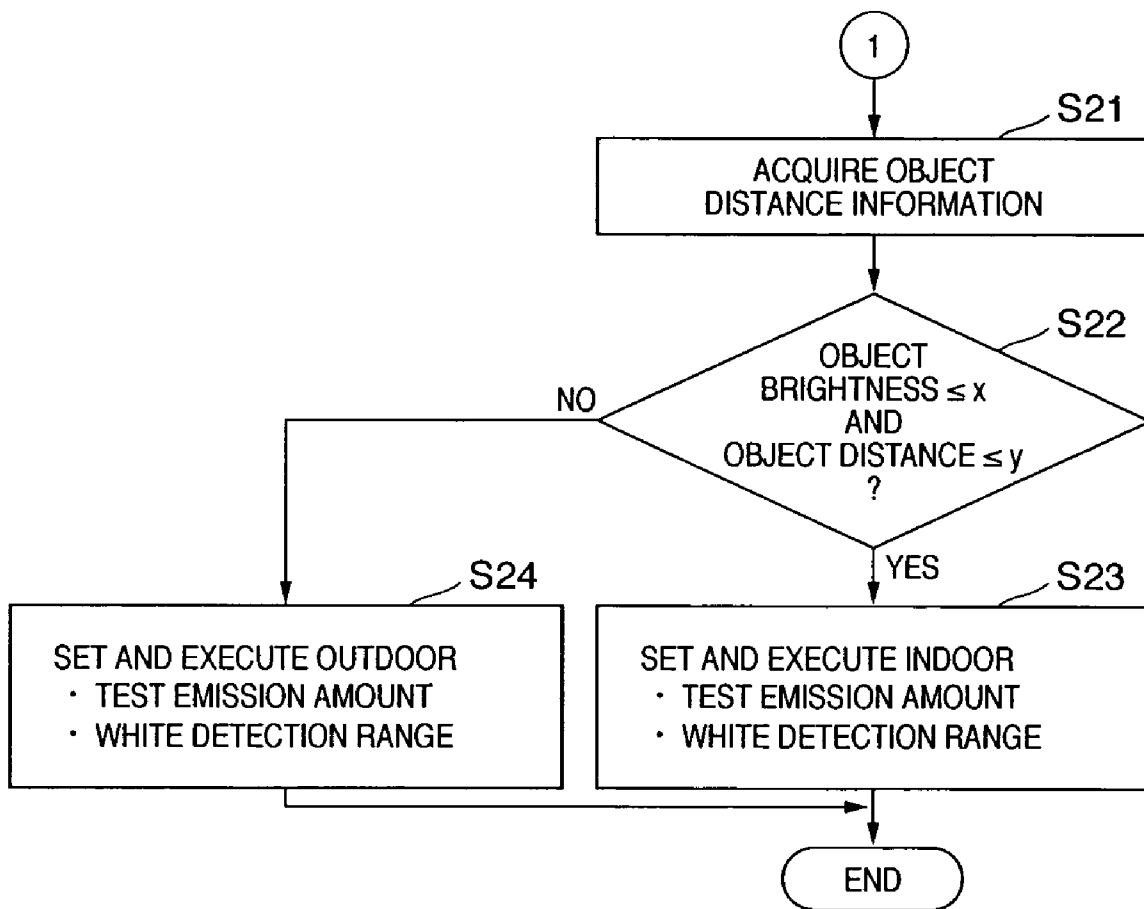 1
S21
ACQUIRE OBJECT
DISTANCE INFORMATION
S22
OBJECT
BRIGHTNESS ≤ x
AND
OBJECT DISTANCE ≤ y
?
NO
YES
S24
SET AND EXECUTE OUTDOOR
・ TEST EMISSION AMOUNT
・ WHITE DETECTION RANGE
S23
SET AND EXECUTE INDOOR
・ TEST EMISSION AMOUNT
・ WHITE DETECTION RANGE
END